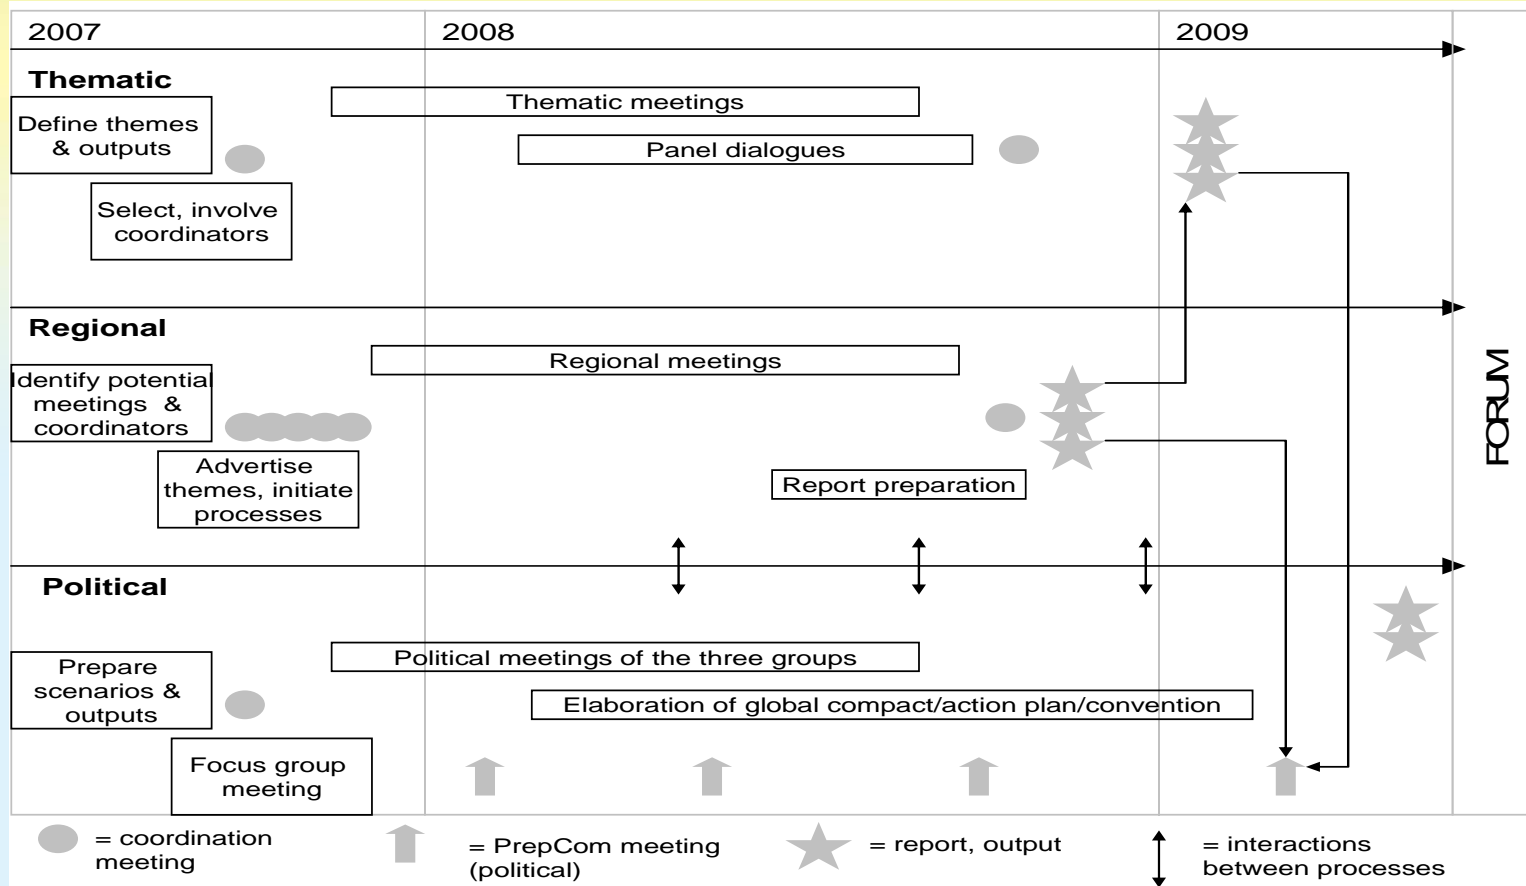 2007
2008
2009
Thematic
Thematic meetings
Define themes
& outputs
Panel dialogues
Select, involve
coordinators
Regional
Regional meetings
Identify potential
meetings &
coordinators
Advertise
themes, initiate
processes
Report preparation
FORUM
Political
Political meetings of the three groups
Prepare
scenarios &
outputs
Elaboration of global compact/action plan/convention
Focus group
meeting
= coordination
meeting
= PrepCom meeting
(political)
= report, output
= interactions
between processes